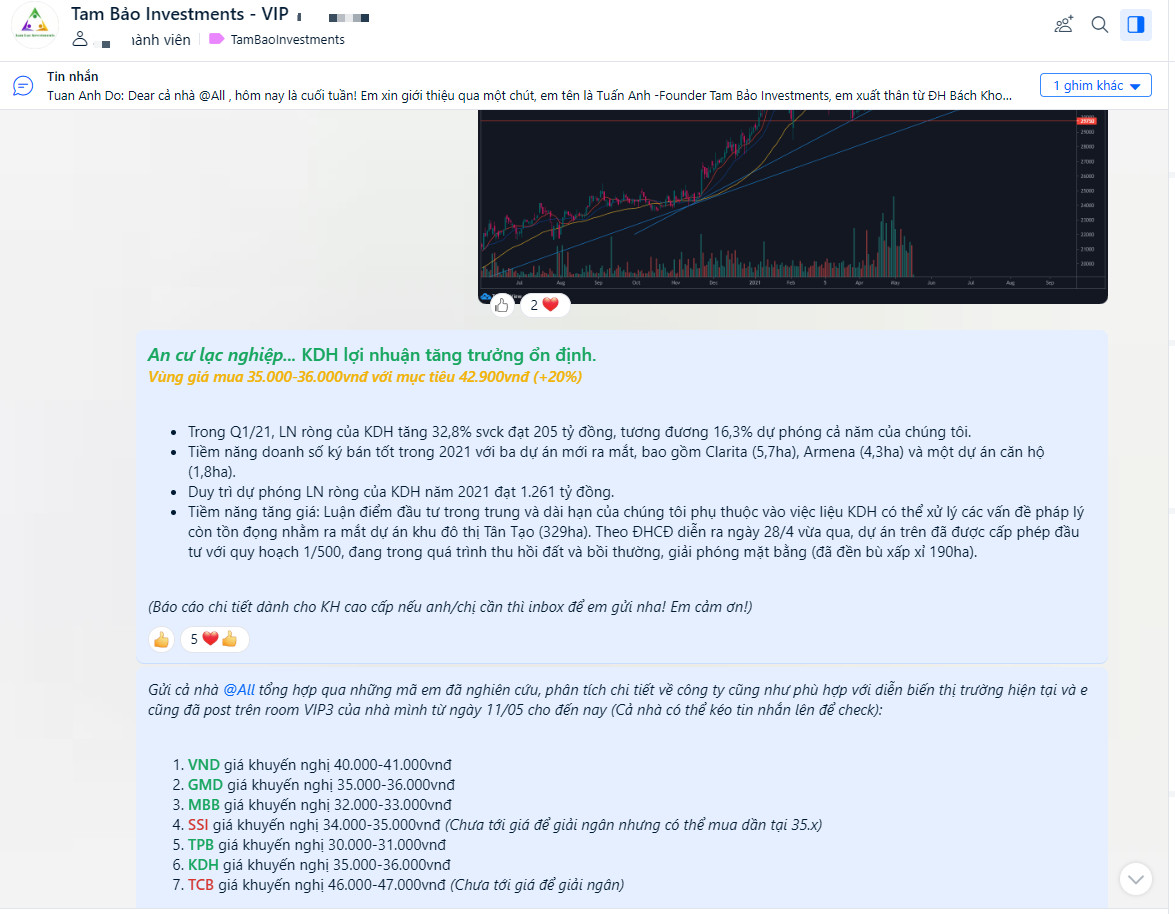 Tam Bảo Investments - VIP
ành viên
TamBaoInvestments
Tin nhắn
Tuan Anh Do: Dear cả nhà @All , hôm nay là cuối tuần! Em xin giới thiệu qua một chút, em tên là Tuấn Anh -Founder Tam Bảo Investments, em xuất thân từ ĐH Bách Kho...
1 ghim khác
29000
28000
27000
26000
25000
24000
23000
22000
21000
20000
Jul Aug Sep Oct Nov Dec 2021 Feb 5 Apr May Jun Jul Aug Sep
2
An cư lạc nghiệp... KDH lợi nhuận tăng trưởng ổn định.
Vùng giá mua 35.000-36.000vnđ với mục tiêu 42.900vnđ (+20%)
• Trong Q1/21, LN ròng của KDH tăng 32,8% svck đạt 205 tỷ đồng, tương đương 16,3% dự phóng cả năm của chúng tôi.
• Tiềm năng doanh số ký bán tốt trong 2021 với ba dự án mới ra mắt, bao gồm Clarita (5,7ha), Armena (4,3ha) và một dự án căn hộ
(1,8ha).
• Duy trì dự phóng LN ròng của KDH năm 2021 đạt 1.261 tỷ đồng.
• Tiềm năng tăng giá: Luận điểm đầu tư trong trung và dài hạn của chúng tôi phụ thuộc vào việc liệu KDH có thể xử lý các vấn đề pháp lý
còn tồn đọng nhằm ra mắt dự án khu đô thị Tân Tạo (329ha). Theo ĐHCĐ diễn ra ngày 28/4 vừa qua, dự án trên đã được cấp phép đầu
tư với quy hoạch 1/500, đang trong quá trình thu hồi đất và bồi thường, giải phóng mặt bằng (đã đền bù xấp xỉ 190ha).
(Báo cáo chi tiết dành cho KH cao cấp nếu anh/chị cần thì inbox để em gửi nha! Em cảm ơn!)
5
Gửi cả nhà @All tổng hợp qua những mã em đã nghiên cứu, phân tích chi tiết về công ty cũng như phù hợp với diễn biến thị trường hiện tại và e
cũng đã post trên room VIP3 của nhà mình từ ngày 11/05 cho đến nay (Cả nhà có thể kéo tin nhắn lên để check):
1. VND giá khuyến nghị 40.000-41.000vnđ
2. GMD giá khuyến nghị 35.000-36.000vnđ
3. MBB giá khuyến nghị 32.000-33.000vnđ
4. SSI giá khuyến nghị 34.000-35.000vnđ (Chưa tới giá để giải ngân nhưng có thể mua dần tại 35.x)
5. TPB giá khuyến nghị 30.000-31.000vnđ
6. KDH giá khuyến nghị 35.000-36.000vnđ
7. TCB giá khuyến nghị 46.000-47.000vnđ (Chưa tới giá để giải ngân)